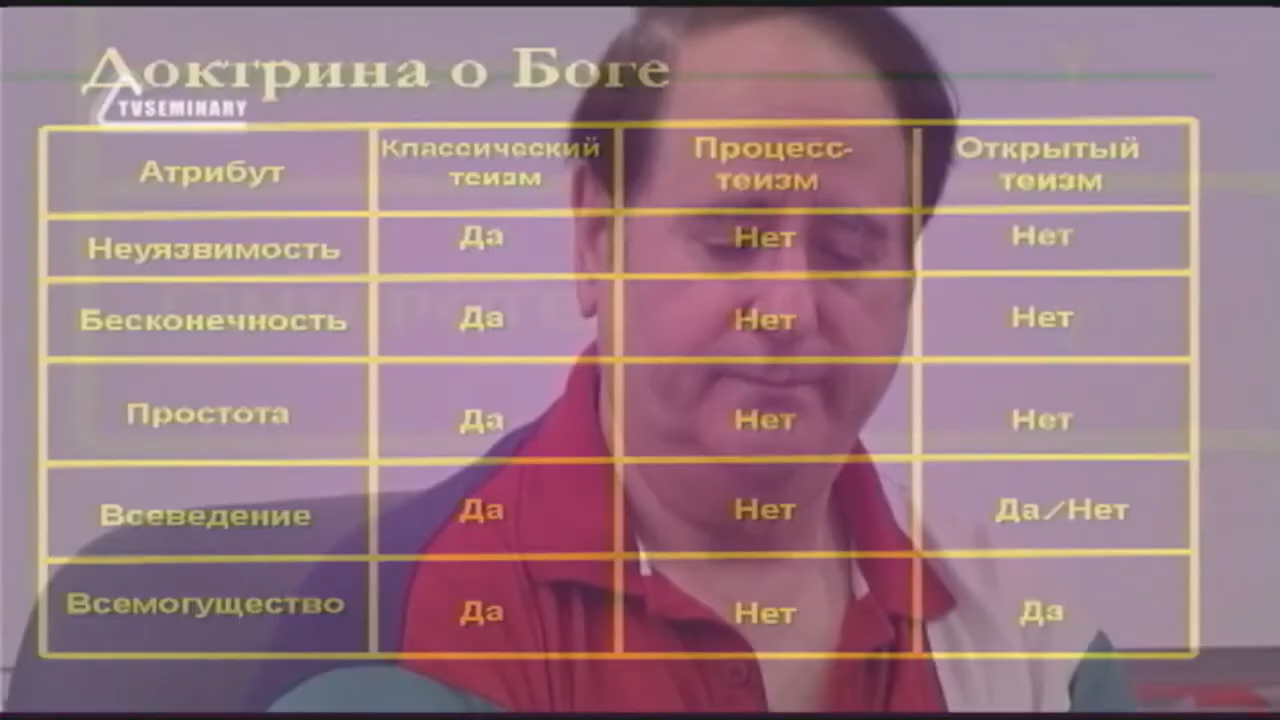 Доктрина о Боге
TVSEMINARY
Атрибут Классический теизм Процесс-теизм Открытый теизм
Неуязвимость Да Нет Нет
Бесконечность Да Нет Нет
Простота Да Нет Нет
Всеведение Да Нет Да/Нет
Всемогущество Да Нет Да